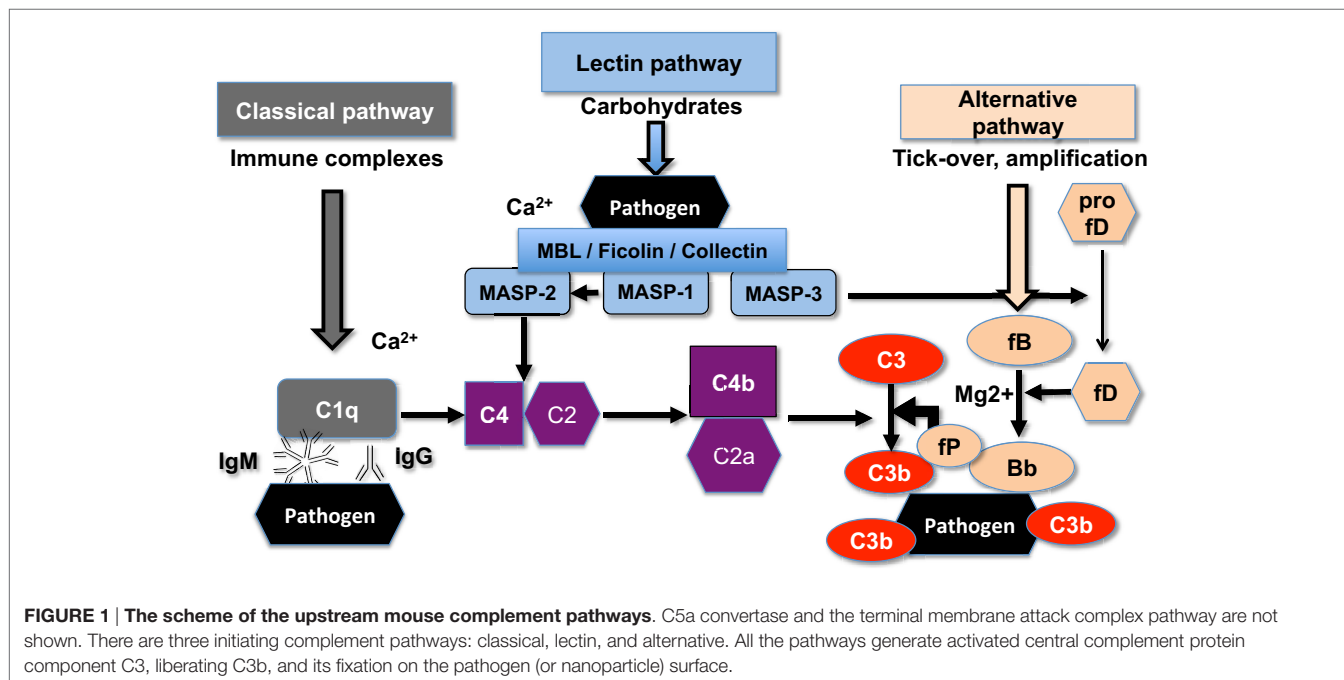 Lectin pathway
Carbohydrates
Classical pathway
Immune complexes
Alternative
pathway
Tick-over, amplification
Ca²⁺
Pathogen
MBL / Ficolin / Collectin
MASP-2
MASP-1
MASP-3
pro
fD
Ca²⁺
C1q
IgM
IgG
Pathogen
C4
C2
C4b
C2a
C3
fB
Mg2+
fD
fP
C3b
Bb
Pathogen
C3b
C3b
FIGURE 1 | The scheme of the upstream mouse complement pathways. C5a convertase and the terminal membrane attack complex pathway are not
shown. There are three initiating complement pathways: classical, lectin, and alternative. All the pathways generate activated central complement protein
component C3, liberating C3b, and its fixation on the pathogen (or nanoparticle) surface.